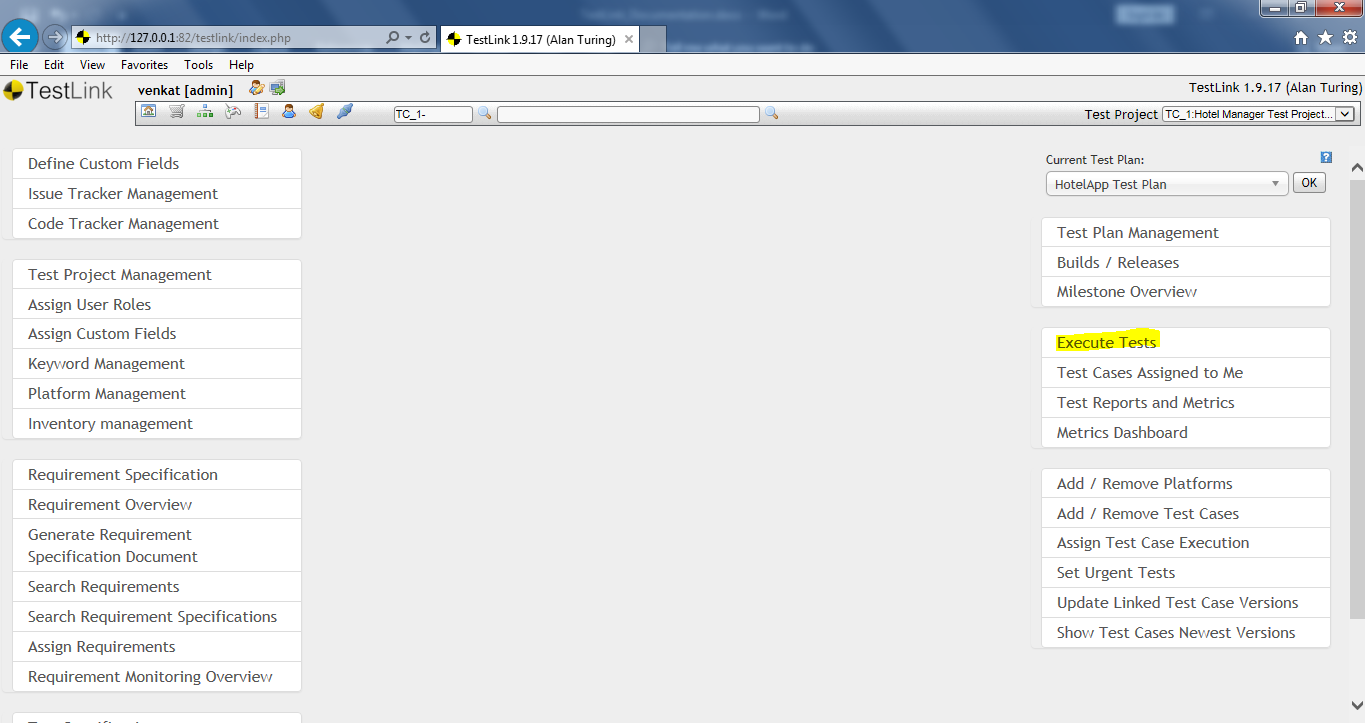 http://127.0.0.1:82/testlink/index.php
TestLink 1.9.17 (Alan Turing)
File Edit View Favorites Tools Help
TestLink
venkat [admin]
TestLink 1.9.17 (Alan Turing)
TC_1-
Test Project
TC_1:Hotel Manager Test Project...
Define Custom Fields
Issue Tracker Management
Code Tracker Management
Test Project Management
Assign User Roles
Assign Custom Fields
Keyword Management
Platform Management
Inventory management
Requirement Specification
Requirement Overview
Generate Requirement
Specification Document
Search Requirements
Search Requirement Specifications
Assign Requirements
Requirement Monitoring Overview
Current Test Plan:
?
HotelApp Test Plan
OK
Test Plan Management
Builds / Releases
Milestone Overview
Execute Tests
Test Cases Assigned to Me
Test Reports and Metrics
Metrics Dashboard
Add / Remove Platforms
Add / Remove Test Cases
Assign Test Case Execution
Set Urgent Tests
Update Linked Test Case Versions
Show Test Cases Newest Versions